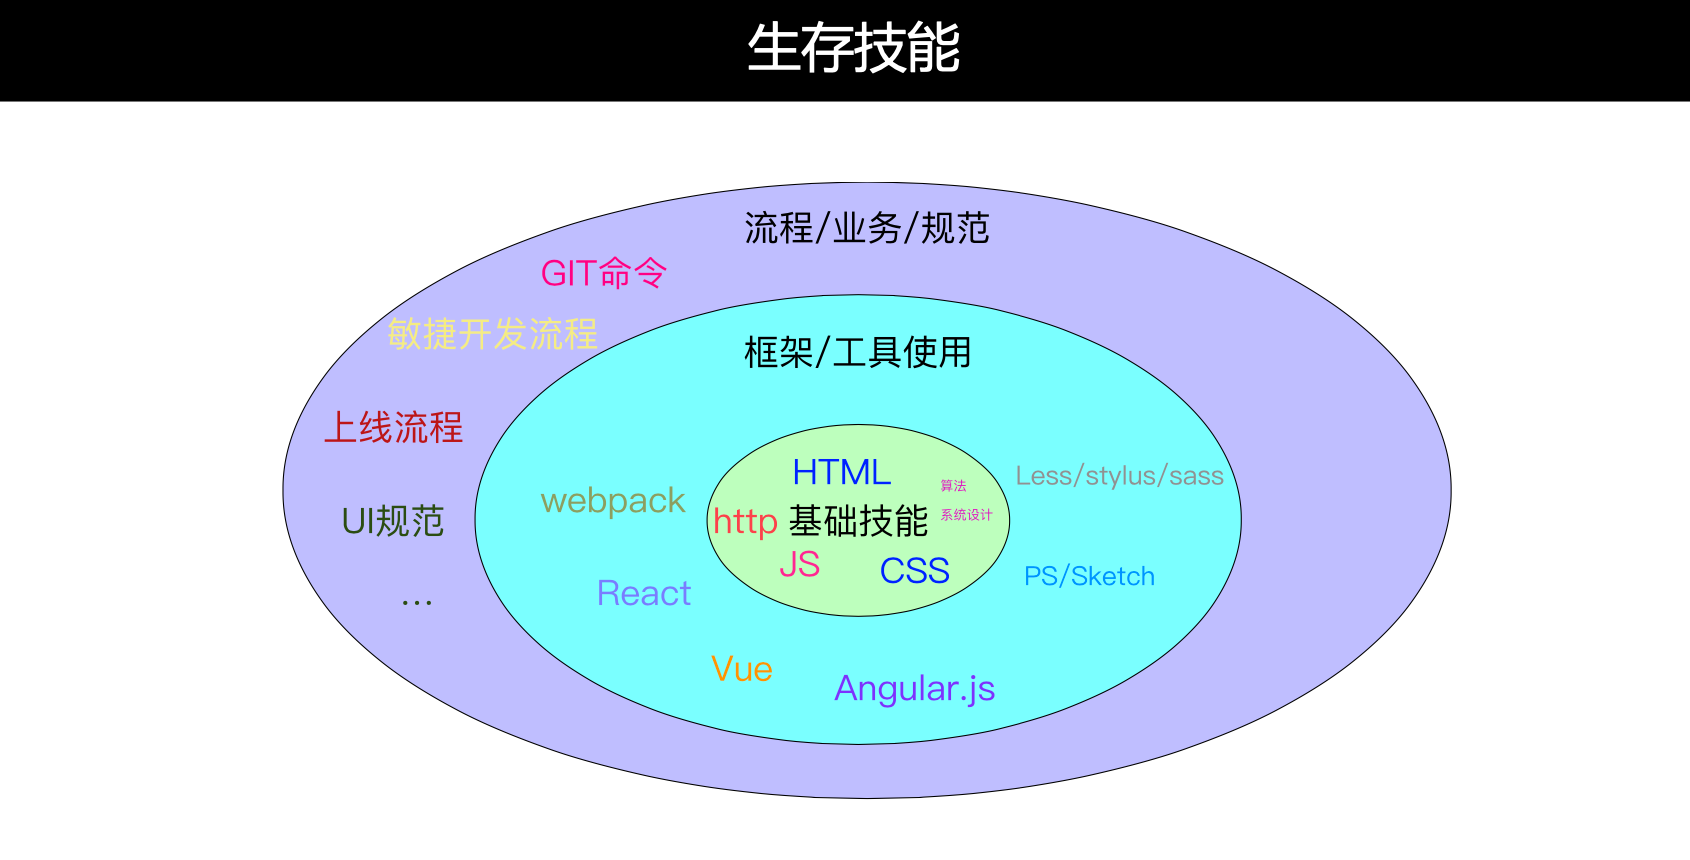 生存技能
流程/业务/规范
GIT命令
敏捷开发流程
框架/工具使用
上线流程
HTML
算法
Less/stylus/sass
webpack
UI规范
http
基础技能
系统设计
JS
CSS
PS/Sketch
React
...
Vue
Angular.js